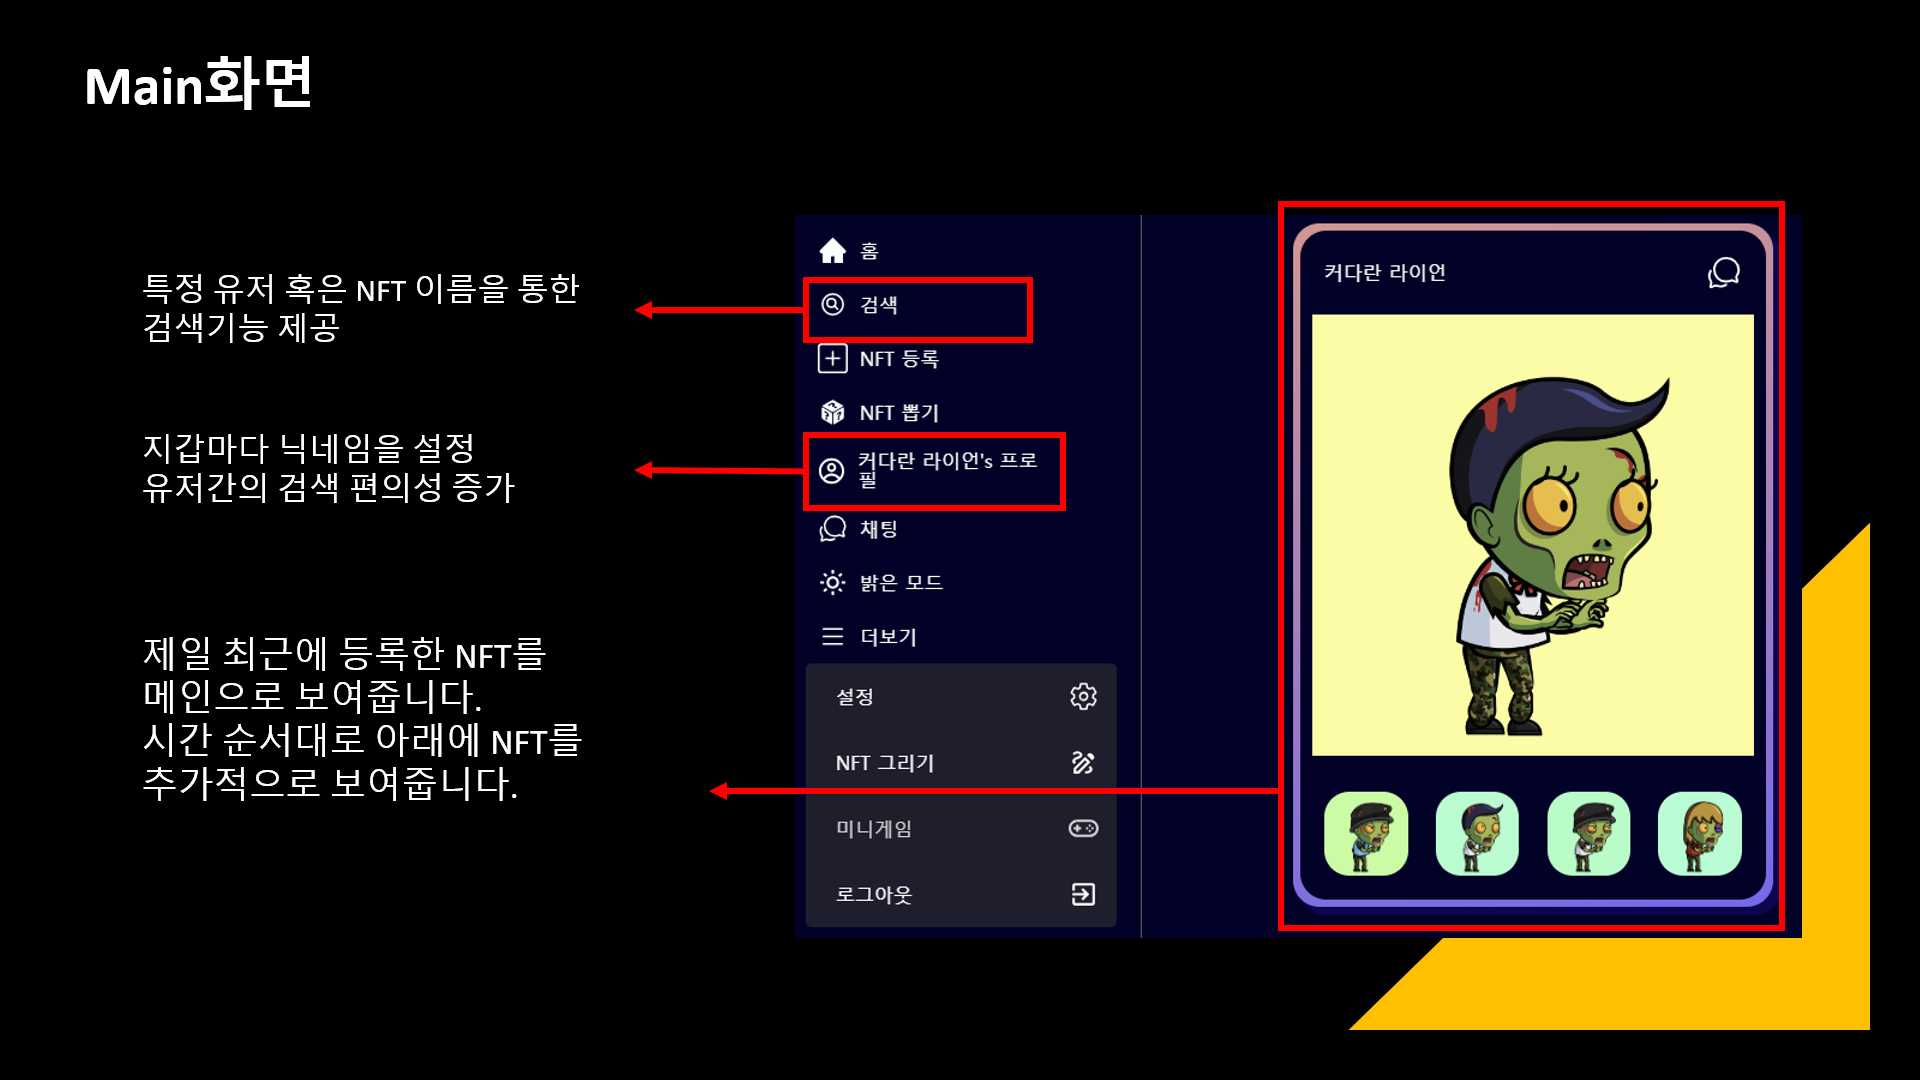 Main화면
특정 유저 혹은 NFT 이름을 통한
검색기능 제공
지갑마다 닉네임을 설정
유저간의 검색 편의성 증가
제일 최근에 등록한 NFT를
메인으로 보여줍니다.
시간 순서대로 아래에 NFT를
추가적으로 보여줍니다.
홈
검색
NFT 등록
NFT 뽑기
커다란 라이언's 프로
필
채팅
밝은 모드
더보기
설정
NFT 그리기
미니게임
로그아웃
커다란 라이언